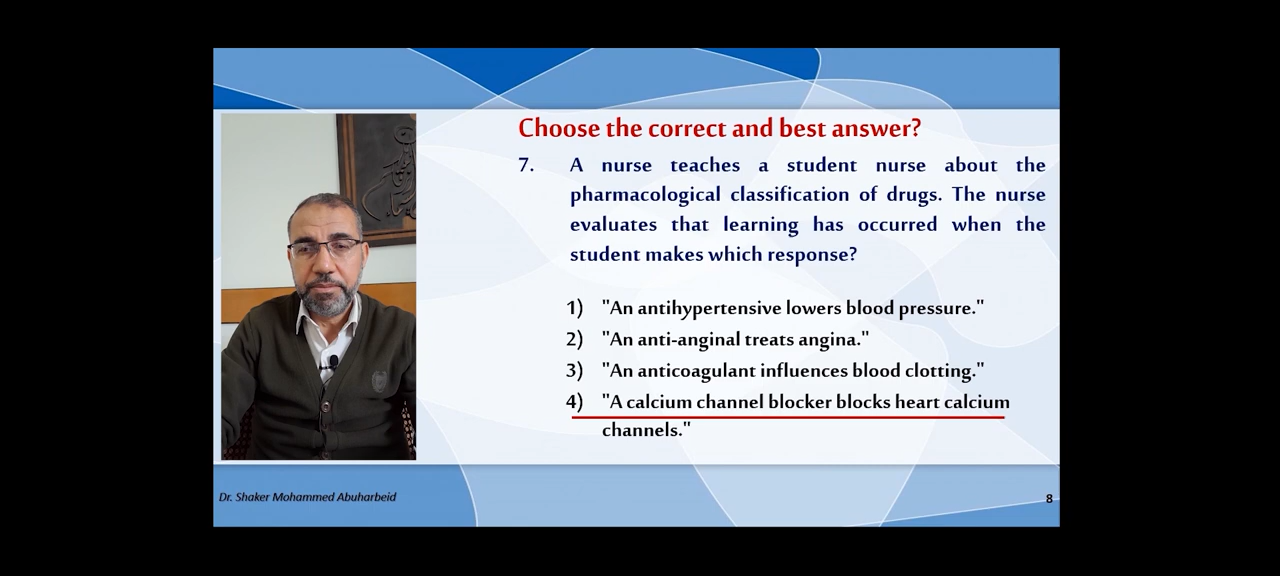 Choose the correct and best answer?
7. A nurse teaches a student nurse about the
pharmacological classification of drugs. The nurse
evaluates that learning has occurred when the
student makes which response?
1) "An antihypertensive lowers blood pressure."
2) "An anti-anginal treats angina."
3) "An anticoagulant influences blood clotting."
4) "A calcium channel blocker blocks heart calcium
channels."
Dr. Shaker Mohammed Abuharbeid
8